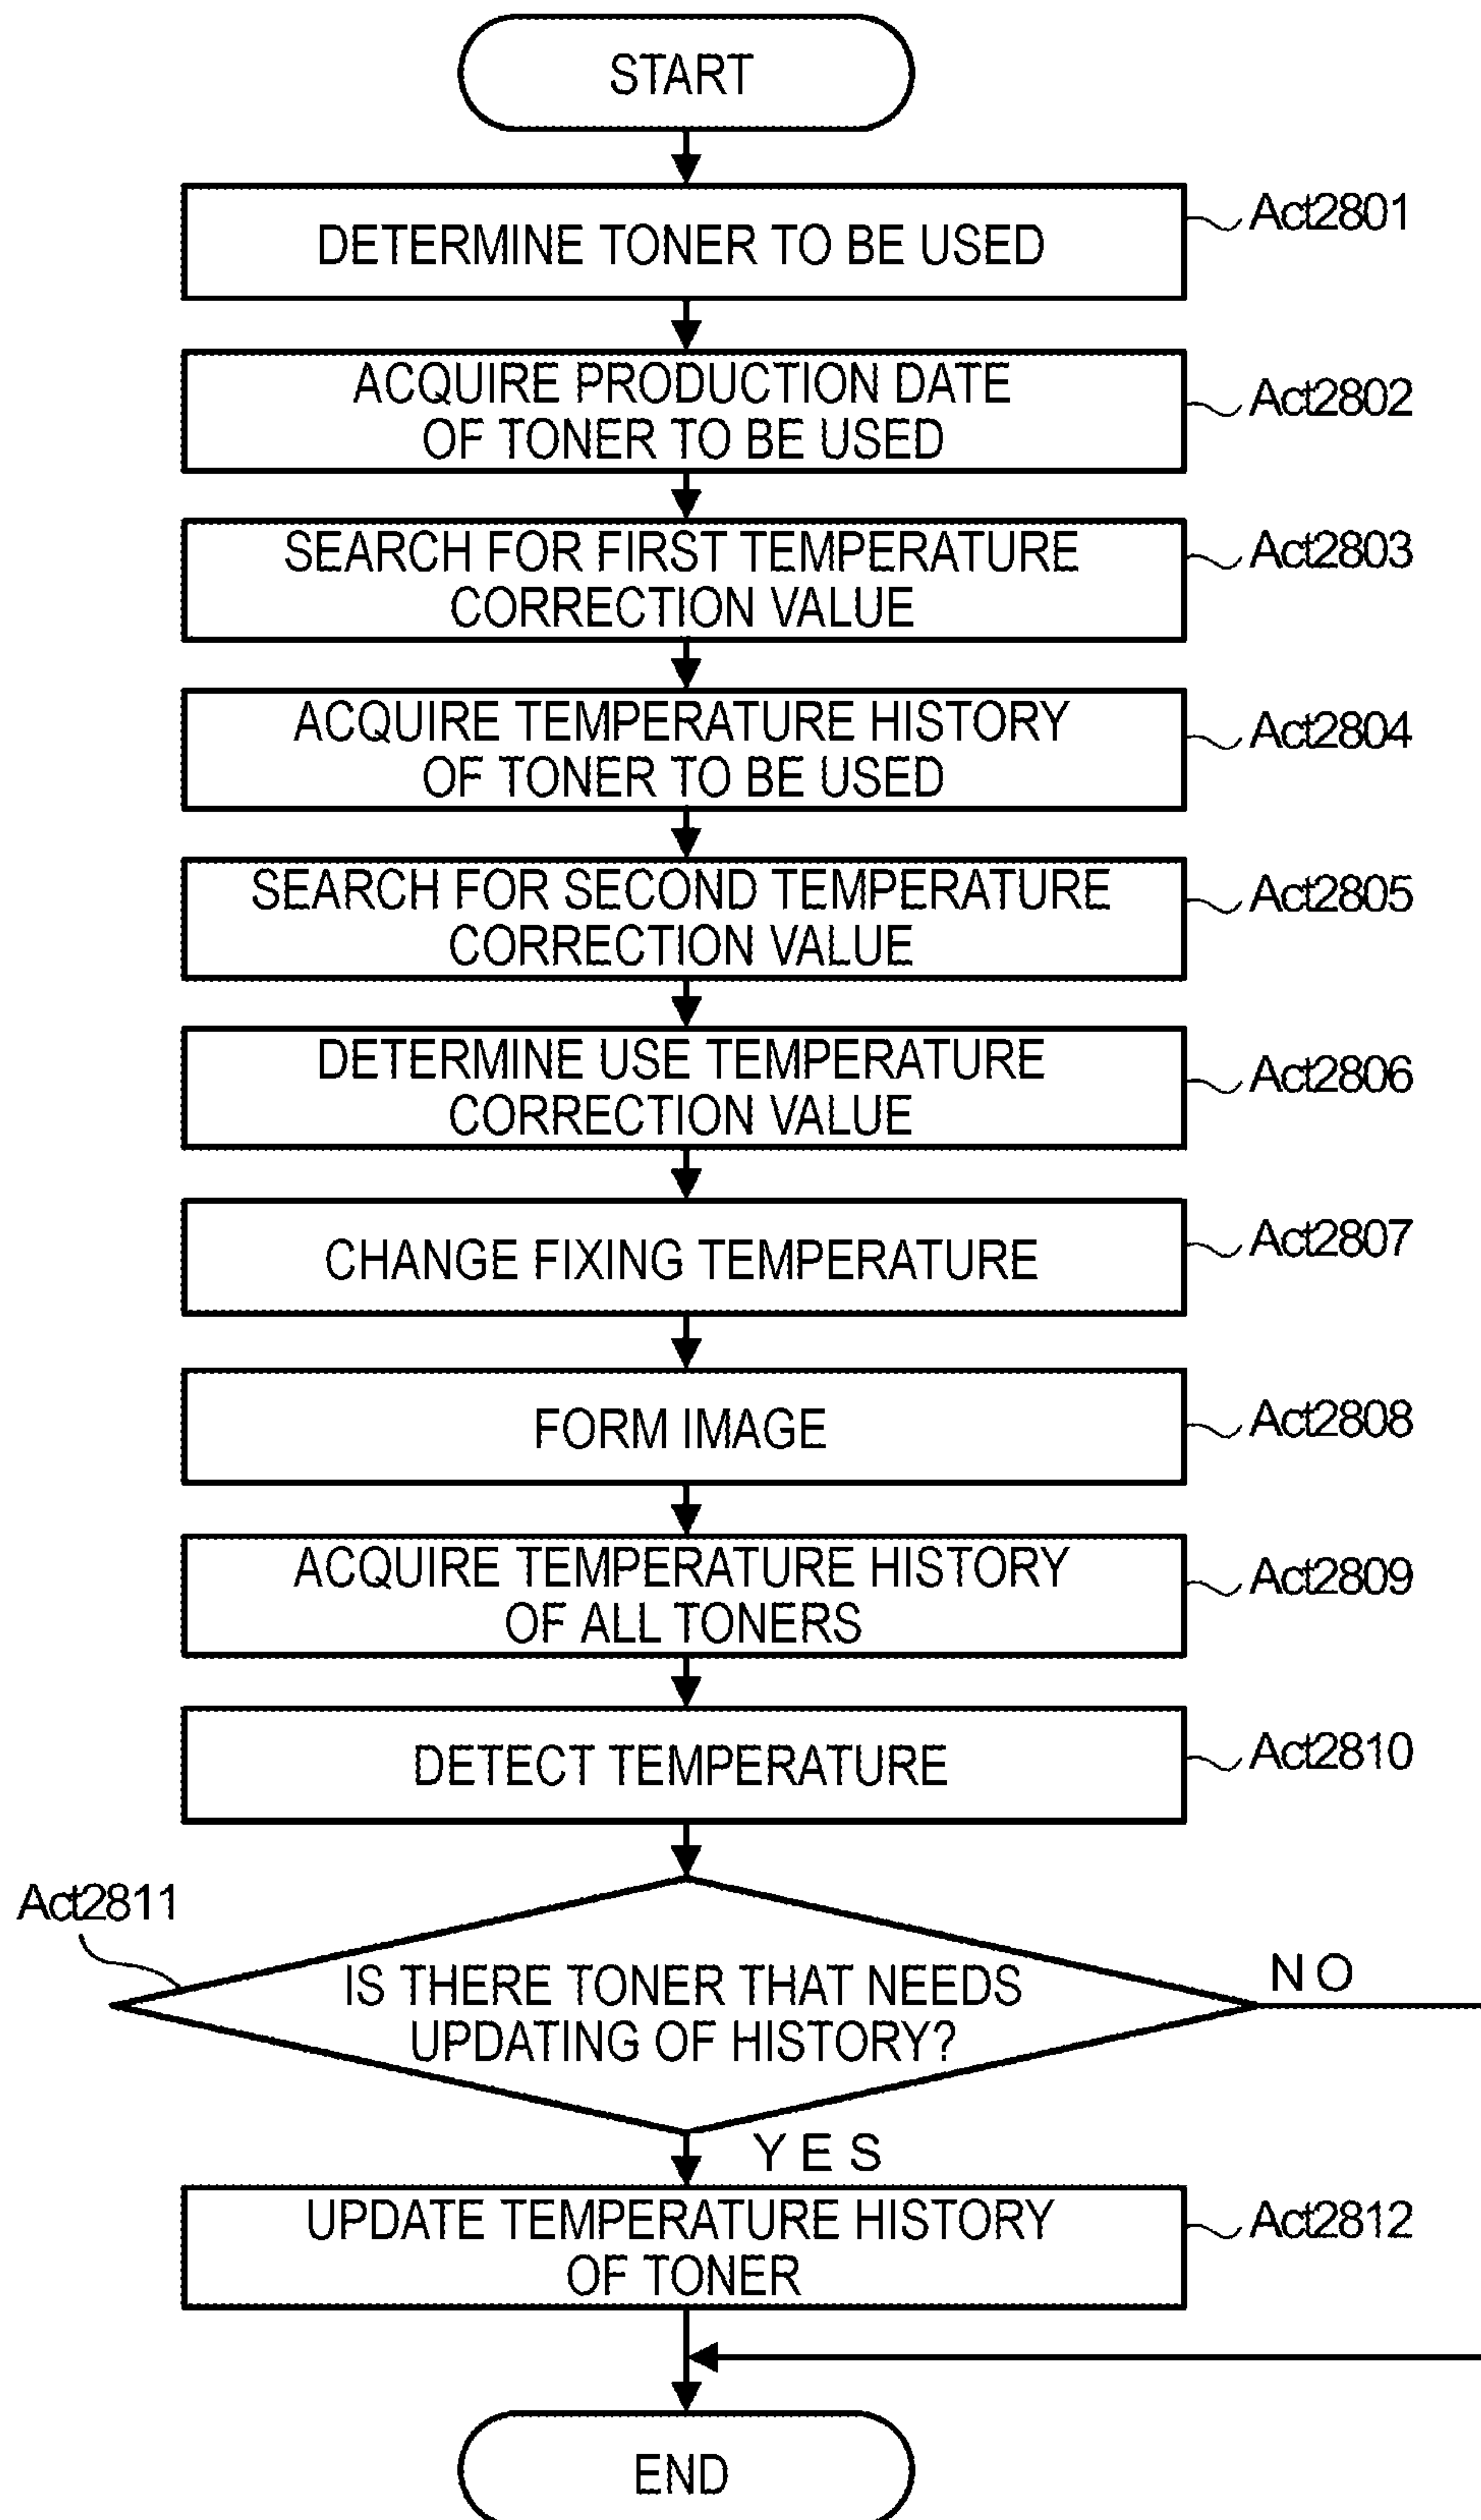 START
DETERMINE TONER TO BE USED
Act2801
ACQUIRE PRODUCTION DATE
OF TONER TO BE USED
Act2802
SEARCH FOR FIRST TEMPERATURE
CORRECTION VALUE
Act2803
ACQUIRE TEMPERATURE HISTORY
OF TONER TO BE USED
Act2804
SEARCH FOR SECOND TEMPERATURE
CORRECTION VALUE
Act2805
DETERMINE USE TEMPERATURE
CORRECTION VALUE
Act2806
CHANGE FIXING TEMPERATURE
Act2807
FORM IMAGE
Act2808
ACQUIRE TEMPERATURE HISTORY
OF ALL TONERS
Act2809
DETECT TEMPERATURE
Act2810
Act2811
IS THERE TONER THAT NEEDS
UPDATING OF HISTORY?
NO
YES
UPDATE TEMPERATURE HISTORY
OF TONER
Act2812
END